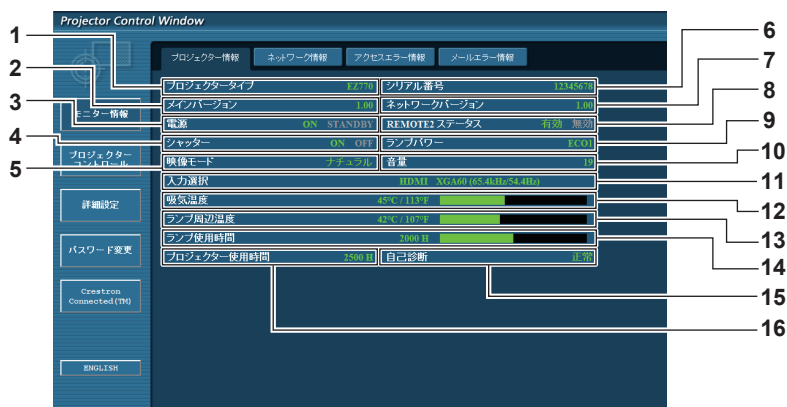 Projector Control Window
プロジェクター情報 ネットワーク情報 アクセスエラー情報 メールエラー情報
モニター情報
プロジェクター
コントロール
詳細設定
パスワード変更
Crestron
Connected(TM)
ENGLISH
プロジェクタータイプ EZ770 シリアル番号 12345678
メインバージョン 1.00 ネットワークバージョン 1.00
電源 ON STANDBY REMOTE2 ステータス 有効 無効
シャッター ON OFF ランプパワー ECO1
映像モード ナチュラル 音量 19
入力選択 HDMI XGA60 (65.4kHz/54.4Hz)
吸気温度 45°C / 113°F
ランプ周辺温度 42°C / 107°F
ランプ使用時間 2000 H
プロジェクター使用時間 2500 H 自己診断 正常
1
2
3
4
5
6
7
8
9
10
11
12
13
14
15
16